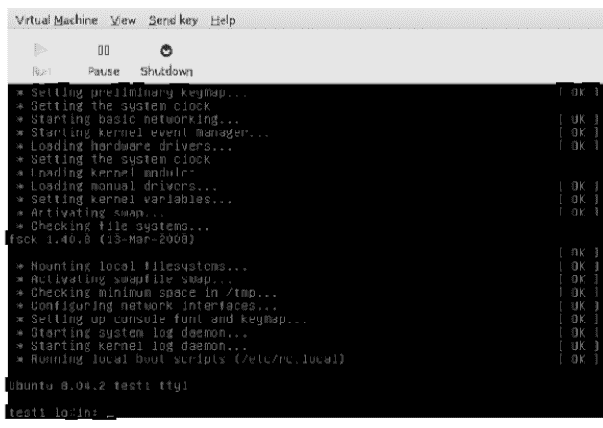 Virtual Machine View Send key Help
Run Pause Shutdown
* Setting preliminary keymap... [ OK ]
* Setting the system clock
* Starting basic networking... [ OK ]
* Starting kernel event manager... [ OK ]
* Loading hardware drivers... [ OK ]
* Setting the system clock
* Loading kernel modules
* Loading manual drivers... [ OK ]
* Setting kernel variables... [ OK ]
* Activating swap... [ OK ]
* Checking file systems...
fsck 1.40.8 (13-Mar-2008)
[ OK ]
* Mounting local filesystems... [ OK ]
* Activating swapfile swap... [ OK ]
* Checking minimum space in /tmp... [ OK ]
* Configuring network interfaces... [ OK ]
* Setting up console font and keymap... [ OK ]
* Starting system log daemon... [ OK ]
* Starting kernel log daemon... [ OK ]
* Running local boot scripts (/etc/rc.local) [ OK ]
Ubuntu 8.04.2 test1 tty1
test1 login: _